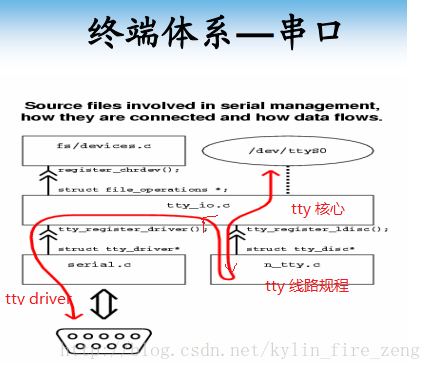 终端体系—串口
Source files involved in serial management,
how they are connected and how data flows.
fs/devices.c
/dev/ttyS0
register_chrdev();
struct file_operations *;
tty_io.c
tty 核心
tty_register_driver();
tty_register_ldisc();
struct tty_driver*
struct tty_disc*
serial.c
n_tty.c
tty driver
tty 线路规程
http://blog.csdn.net/kylin_fire_zeng